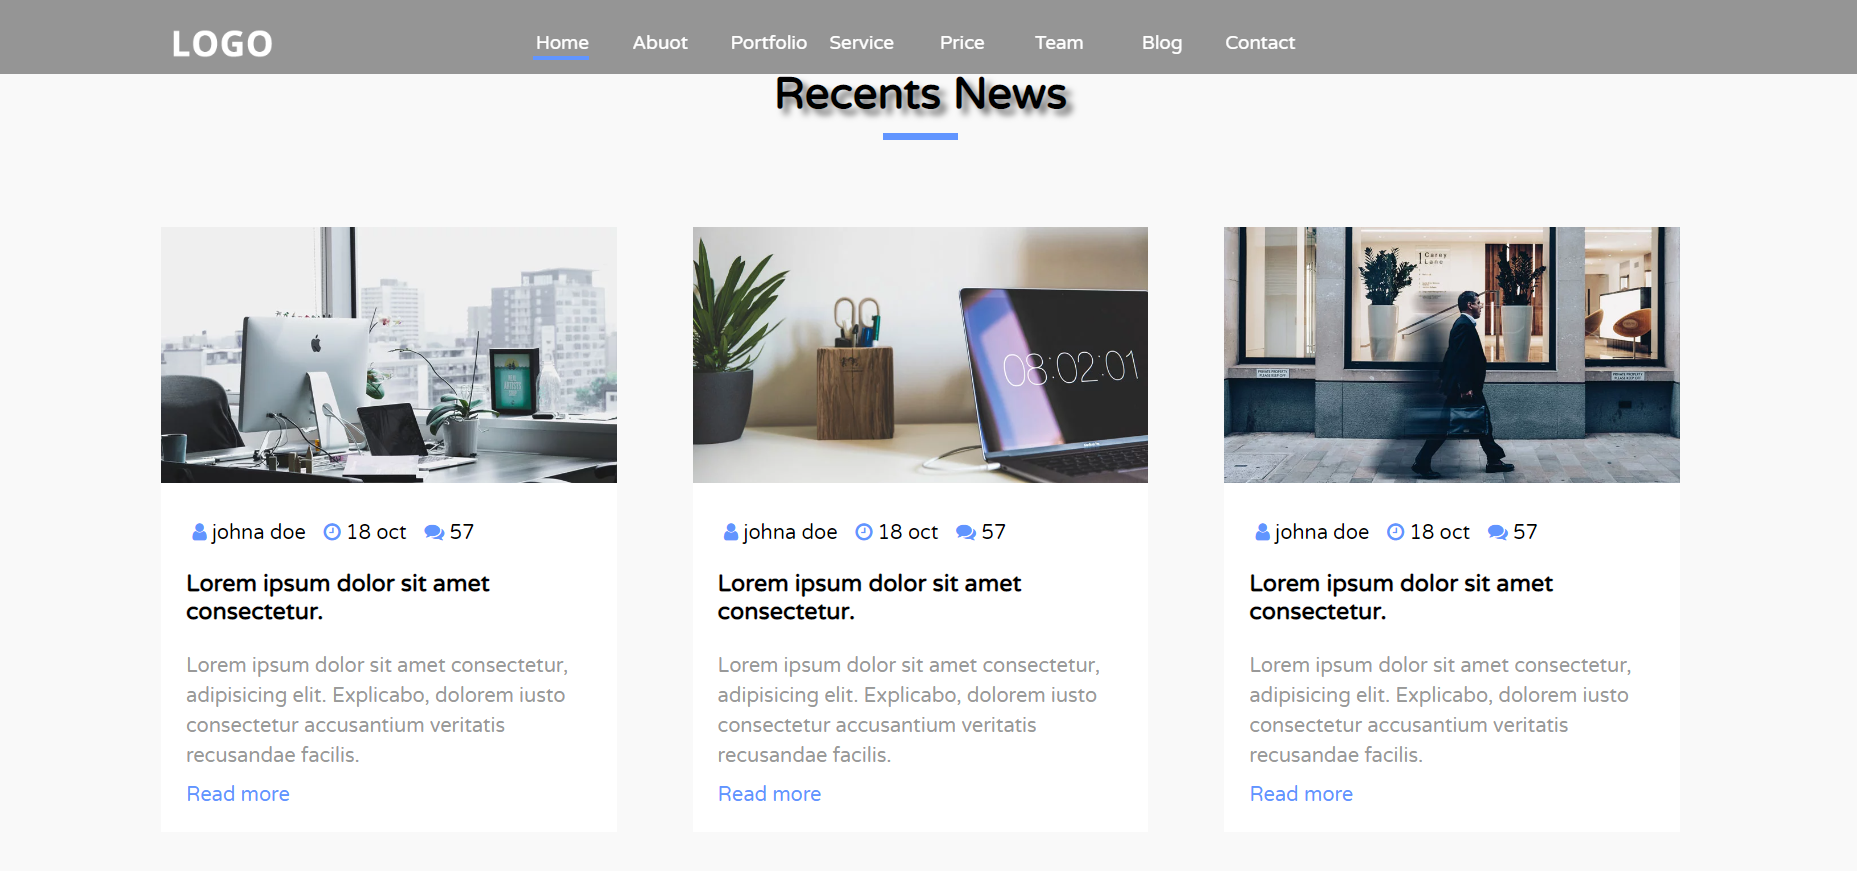 LOGO Home Abuot Portfolio Service Price Team Blog Contact
Recents News
08:02:01
Carey
Lane
johna doe 18 oct 57
Lorem ipsum dolor sit amet
consectetur.
Lorem ipsum dolor sit amet consectetur,
adipisicing elit. Explicabo, dolorem iusto
consectetur accusantium veritatis
recusandae facilis.
Read more
johna doe 18 oct 57
Lorem ipsum dolor sit amet
consectetur.
Lorem ipsum dolor sit amet consectetur,
adipisicing elit. Explicabo, dolorem iusto
consectetur accusantium veritatis
recusandae facilis.
Read more
johna doe 18 oct 57
Lorem ipsum dolor sit amet
consectetur.
Lorem ipsum dolor sit amet consectetur,
adipisicing elit. Explicabo, dolorem iusto
consectetur accusantium veritatis
recusandae facilis.
Read more